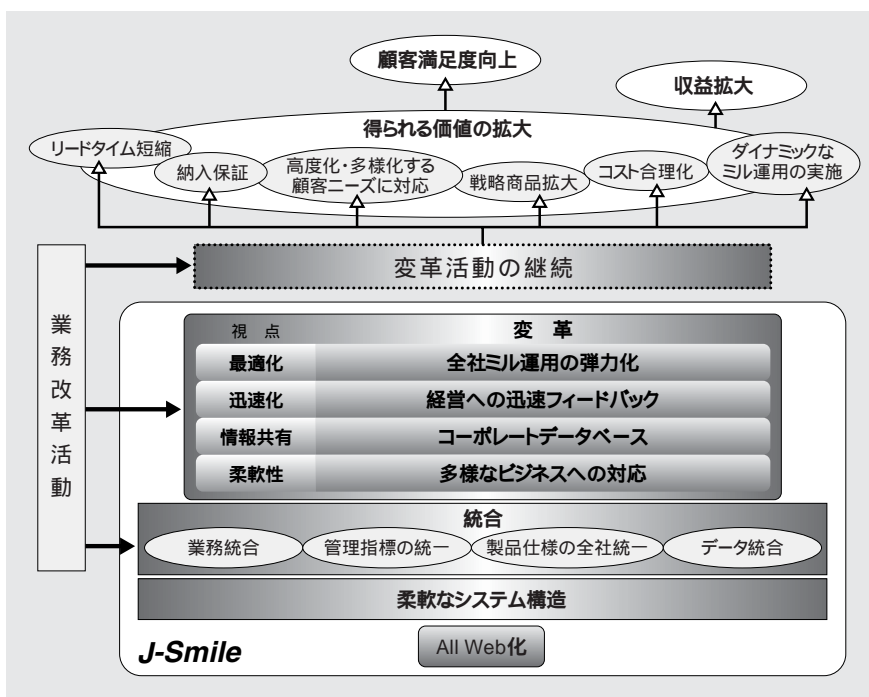 顧客満足度向上
収益拡大
得られる価値の拡大
リードタイム短縮
納入保証
高度化・多様化する
顧客ニーズに対応
戦略商品拡大
コスト合理化
ダイナミックな
ミル運用の実施
変革活動の継続
業務改革活動
視 点 変 革
最適化 全社ミル運用の弾力化
迅速化 経営への迅速フィードバック
情報共有 コーポレートデータベース
柔軟性 多様なビジネスへの対応
統合
業務統合 管理指標の統一 製品仕様の全社統一 データ統合
柔軟なシステム構造
J-Smile
All Web化